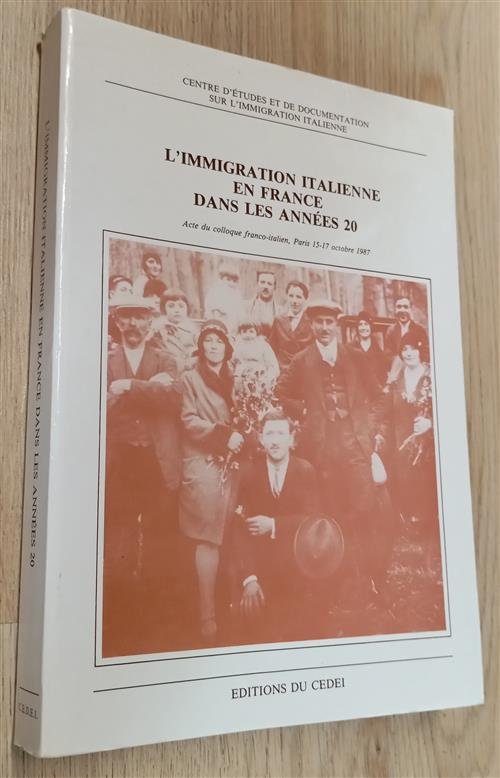 CENTRE D'ÉTUDES ET DE DOCUMENTATION
SUR L'IMMIGRATION ITALIENNE
L'IMMIGRATION ITALIENNE
EN FRANCE
DANS LES ANNÉES 20
Acte du colloque franco-italien, Paris 15-17 octobre 1987
EDITIONS DU CEDEI
L'IMMIGRATION ITALIENNE EN FRANCE DANS LES ANNÉES 20
C.E.D.E.I.